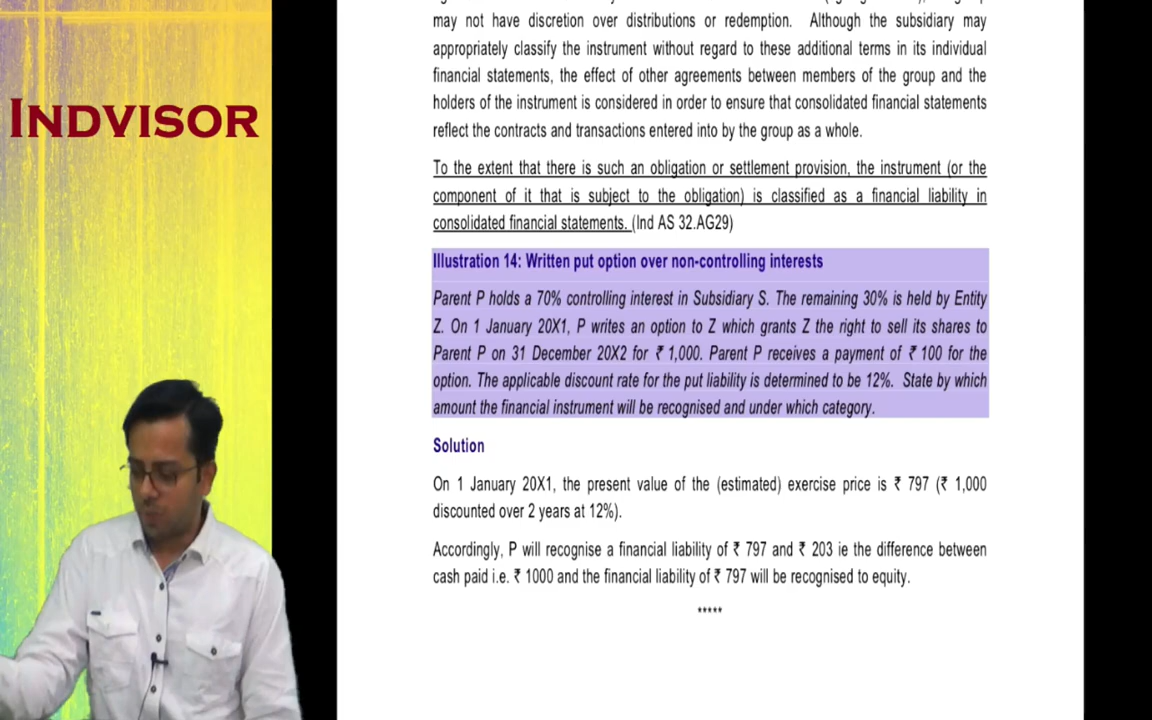 INDVISOR
may not have discretion over distributions or redemption. Although the subsidiary may
appropriately classify the instrument without regard to these additional terms in its individual
financial statements, the effect of other agreements between members of the group and the
holders of the instrument is considered in order to ensure that consolidated financial statements
reflect the contracts and transactions entered into by the group as a whole.
To the extent that there is such an obligation or settlement provision, the instrument (or the
component of it that is subject to the obligation) is classified as a financial liability in
consolidated financial statements. (Ind AS 32.AG29)
Illustration 14: Written put option over non-controlling interests
Parent P holds a 70% controlling interest in Subsidiary S. The remaining 30% is held by Entity
Z. On 1 January 20X1, P writes an option to Z which grants Z the right to sell its shares to
Parent P on 31 December 20X2 for ₹ 1,000. Parent P receives a payment of ₹ 100 for the
option. The applicable discount rate for the put liability is determined to be 12%. State by which
amount the financial instrument will be recognised and under which category.
Solution
On 1 January 20X1, the present value of the (estimated) exercise price is ₹ 797 (₹ 1,000
discounted over 2 years at 12%).
Accordingly, P will recognise a financial liability of ₹ 797 and ₹ 203 ie the difference between
cash paid i.e. ₹ 1000 and the financial liability of ₹ 797 will be recognised to equity.
*****